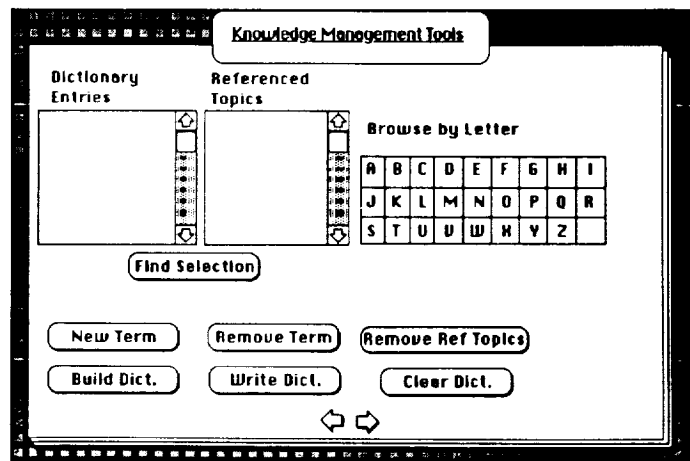 Knowledge Management Tools
Dictionary Entries
Referenced Topics
Browse by Letter
A B C D E F G H I
J K L M N O P Q R
S T U V W X Y Z
Find Selection
New Term Remove Term Remove Ref Topics
Build Dict. Write Dict. Clear Dict.